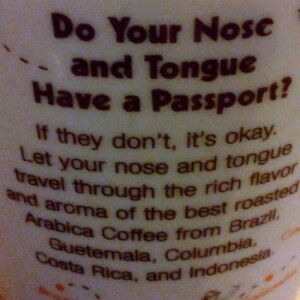 Do Your Nose
and Tongue
Have a Passport?
If they don't, it's okay.
Let your nose and tongue
travel through the rich flavor
and aroma of the best roasted
Arabica Coffee from Brazil,
Guetemala, Columbia,
Costa Rica, and Indonesia.